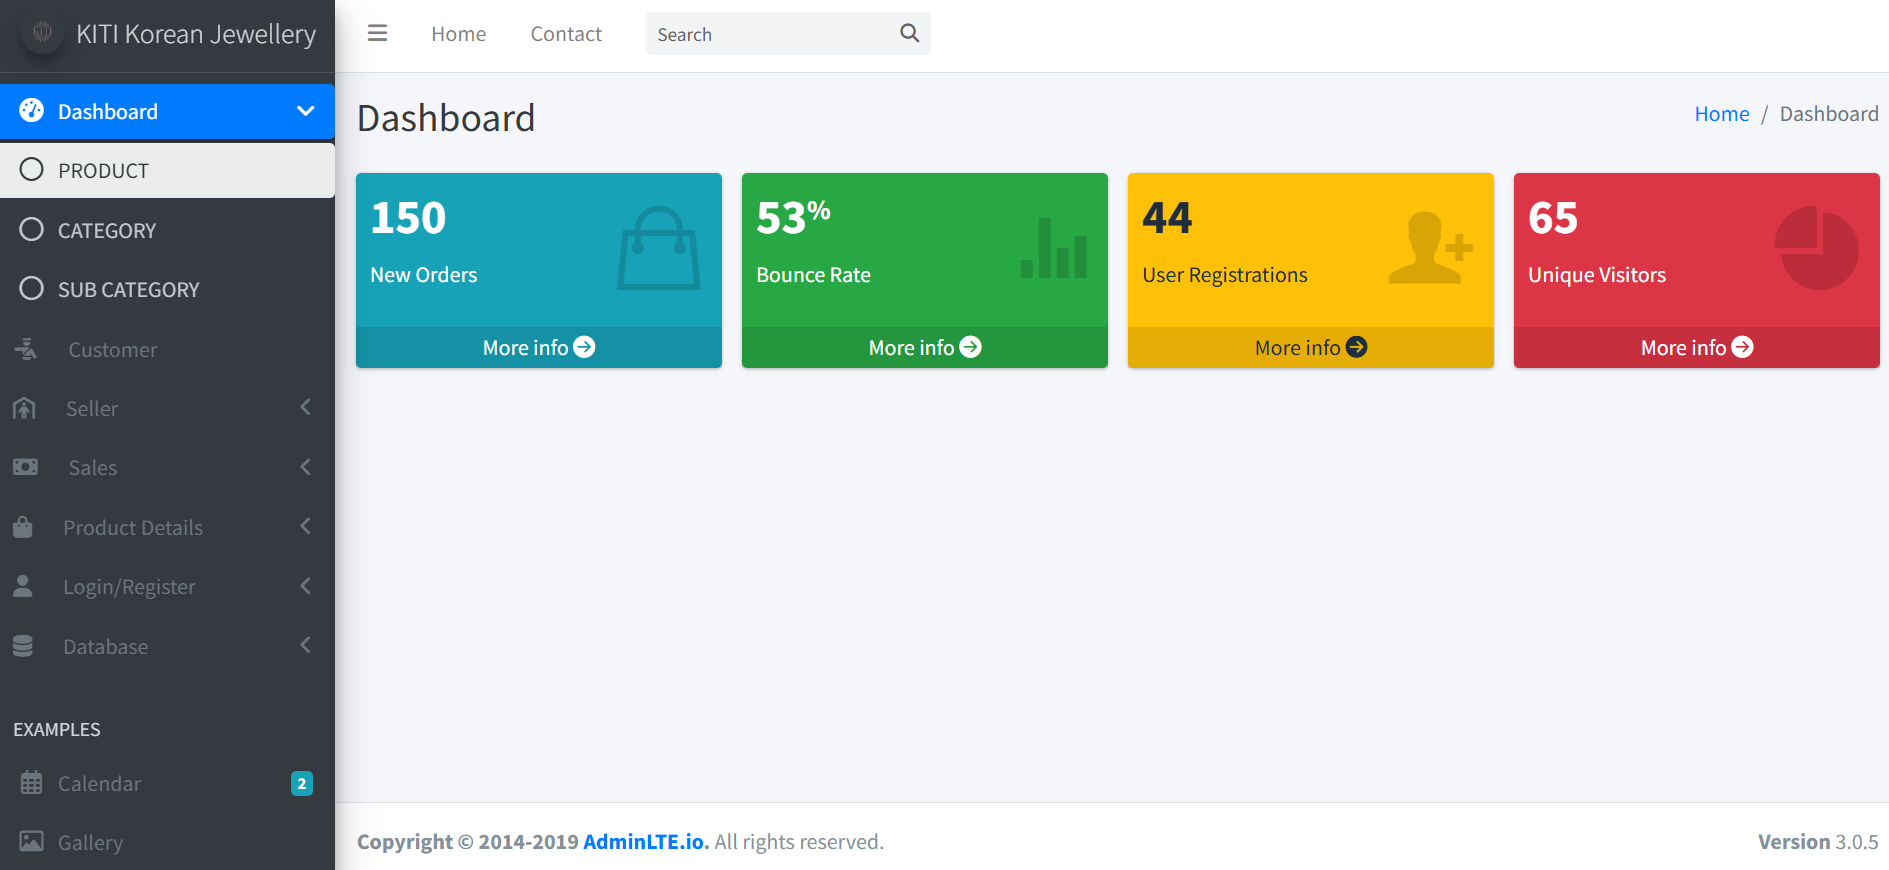 KITI Korean Jewellery
Home
Contact
Search
Dashboard
PRODUCT
CATEGORY
SUB CATEGORY
Customer
Seller
Sales
Product Details
Login/Register
Database
EXAMPLES
Calendar
2
Gallery
Dashboard
Home / Dashboard
150
New Orders
More info
53%
Bounce Rate
More info
44
User Registrations
More info
65
Unique Visitors
More info
Copyright © 2014-2019 AdminLTE.io. All rights reserved.
Version 3.0.5